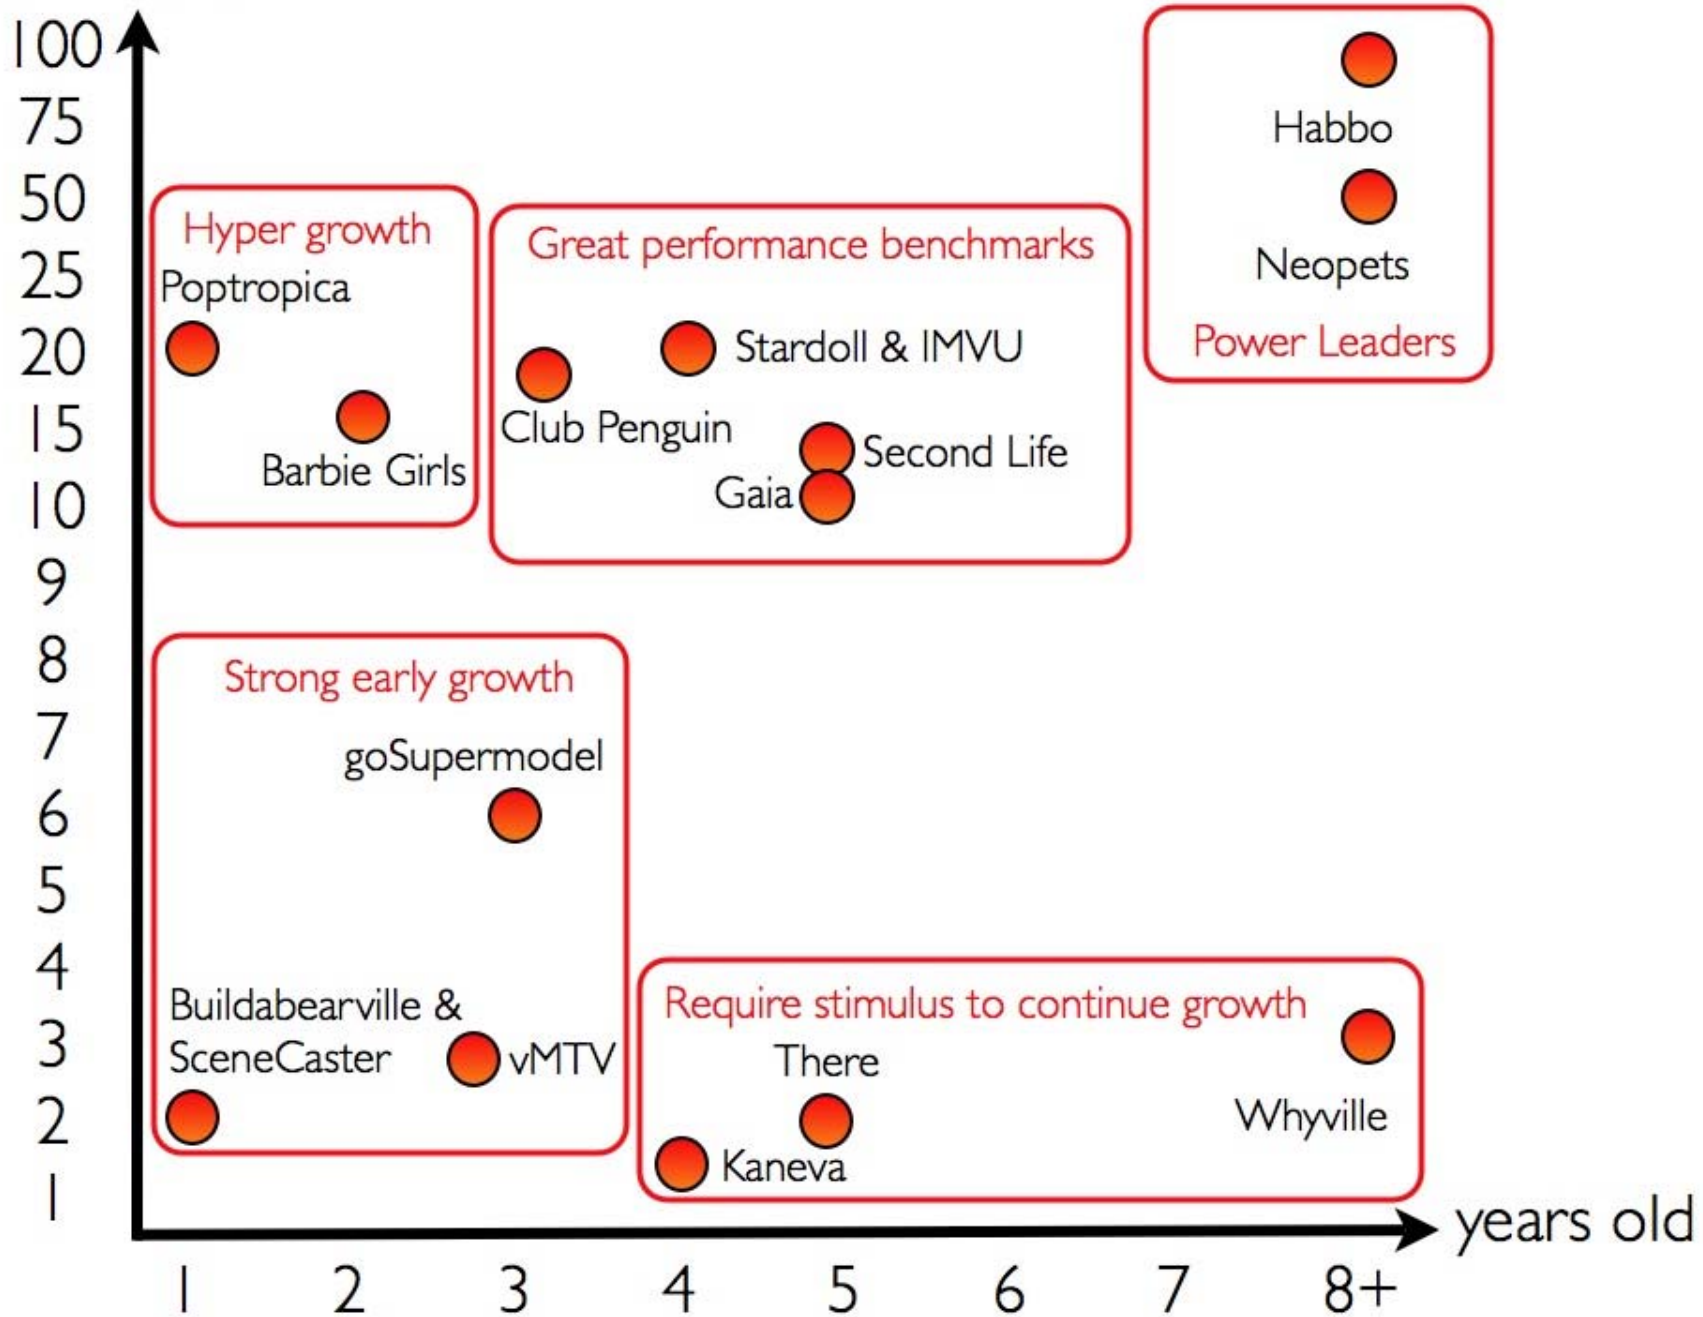 100
75
50
25
20
15
10
9
8
7
6
5
4
3
2
1
Hyper growth
Poptropica
Barbie Girls
Great performance benchmarks
Stardoll & IMVU
Club Penguin
Second Life
Gaia
Habbo
Neopets
Power Leaders
Strong early growth
goSupermodel
Buildabearville &
SceneCaster
vMTV
Require stimulus to continue growth
There
Kaneva
Whyville
years old
1 2 3 4 5 6 7 8+